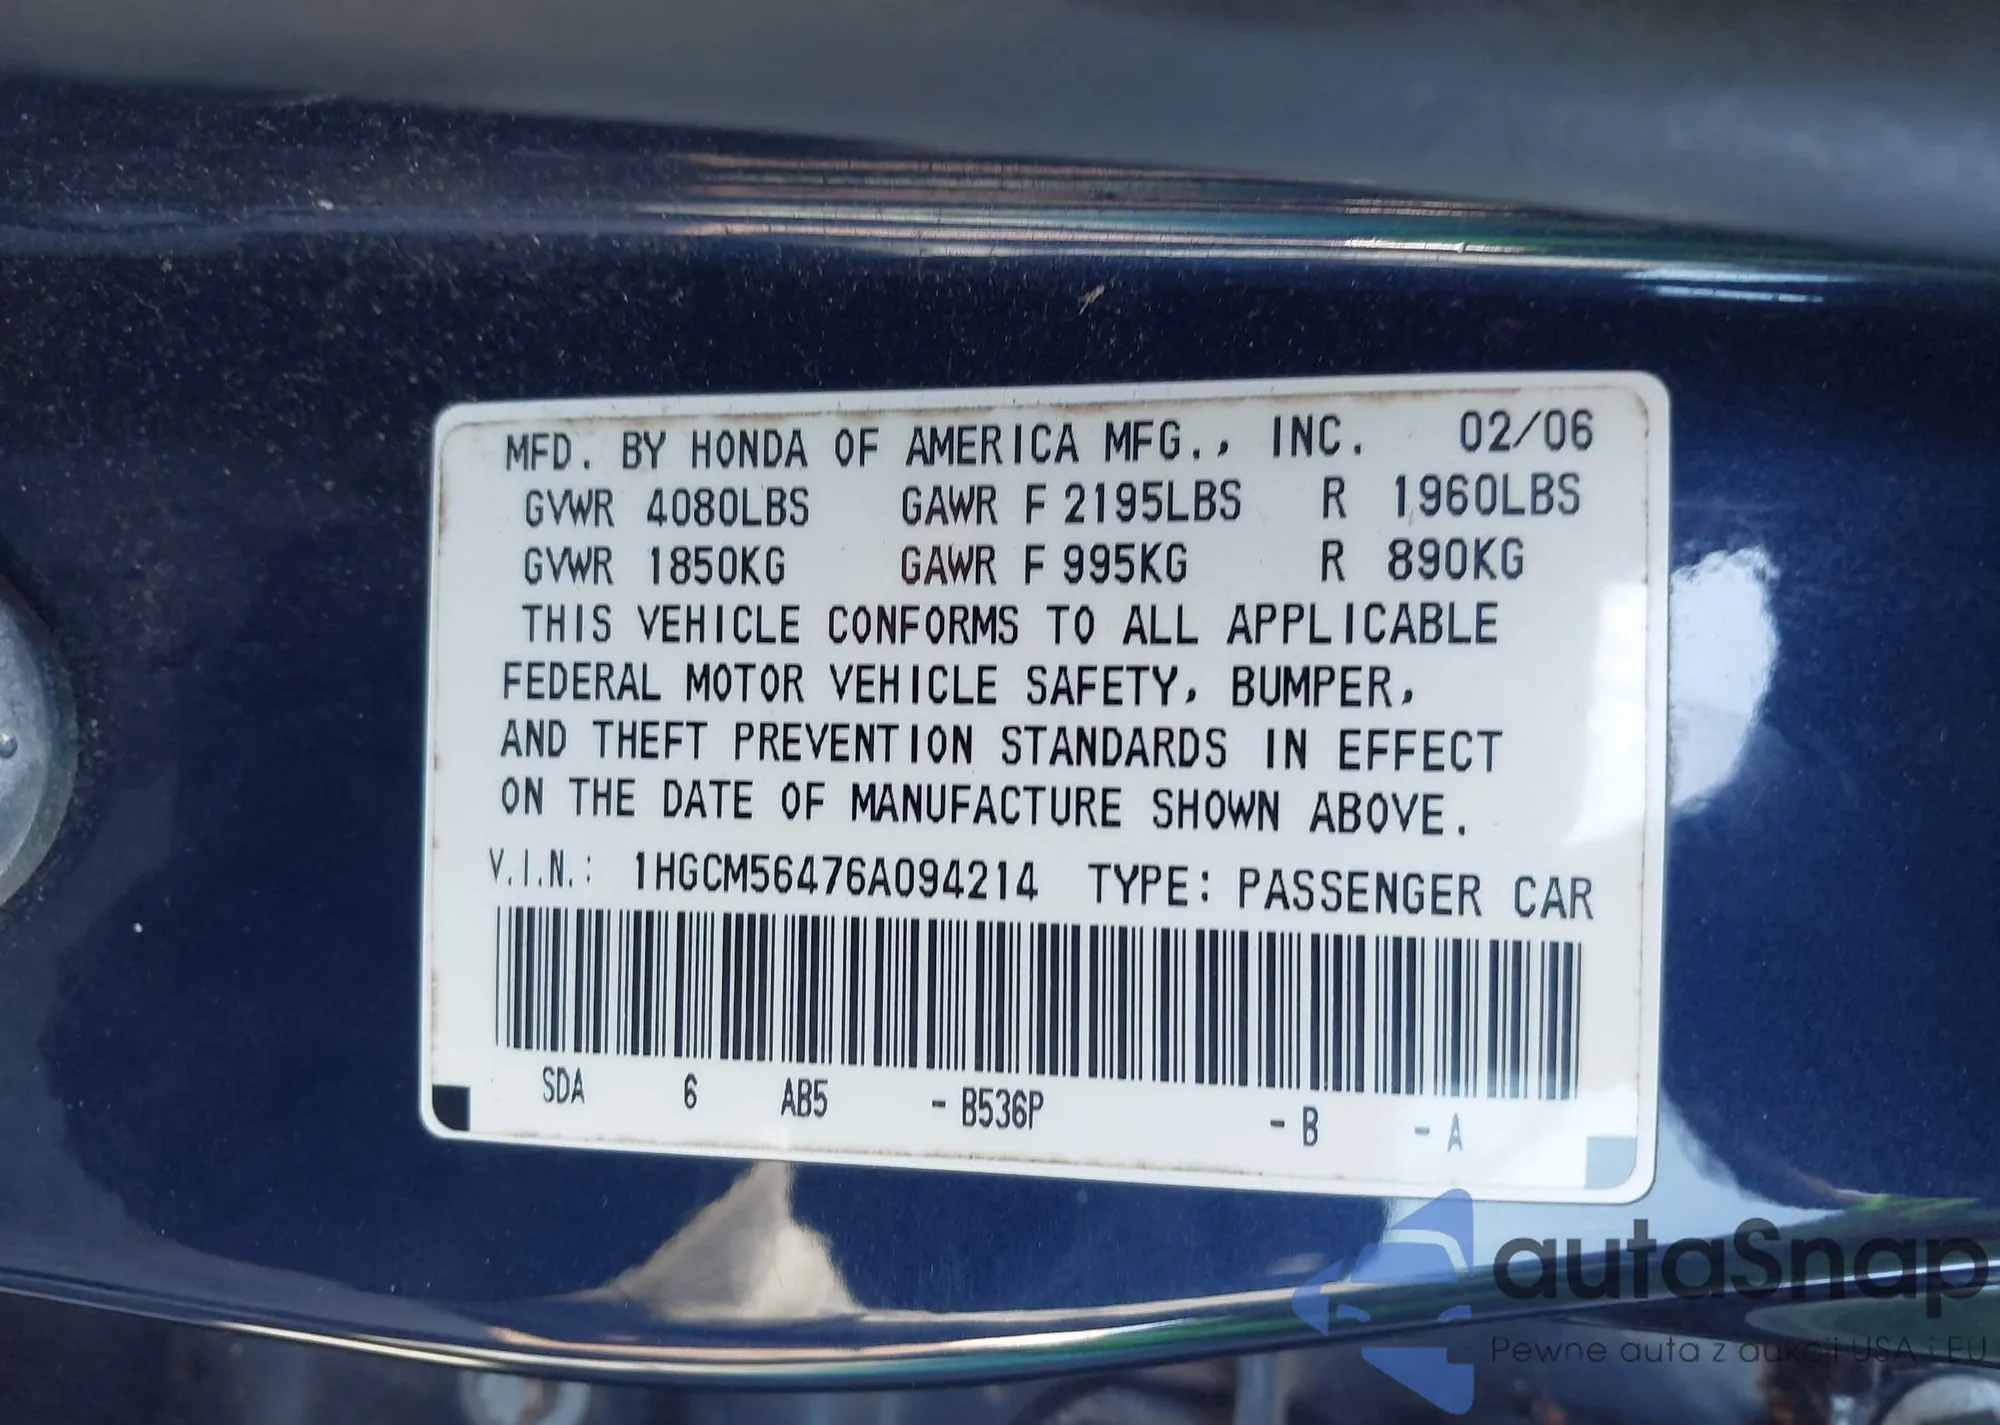 MFD. BY HONDA OF AMERICA MFG., INC. 02/06
GVWR 4080LBS GAWR F 2195LBS R 1960LBS
GVWR 1850KG GAWR F 995KG R 890KG
THIS VEHICLE CONFORMS TO ALL APPLICABLE
FEDERAL MOTOR VEHICLE SAFETY, BUMPER,
AND THEFT PREVENTION STANDARDS IN EFFECT
ON THE DATE OF MANUFACTURE SHOWN ABOVE.
V.I.N.: 1HGCM56476A094214 TYPE: PASSENGER CAR
SDA 6 AB5 - B536P - B - A
autaSnap
Pewne auta z aukcji USA i EU